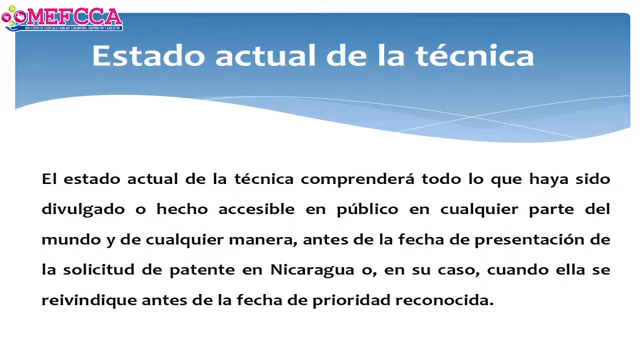 MEFCCA
Estado actual de la técnica
El estado actual de la técnica comprenderá todo lo que haya sido
divulgado o hecho accesible en público en cualquier parte del
mundo y de cualquier manera, antes de la fecha de presentación de
la solicitud de patente en Nicaragua o, en su caso, cuando ella se
reivindique antes de la fecha de prioridad reconocida.